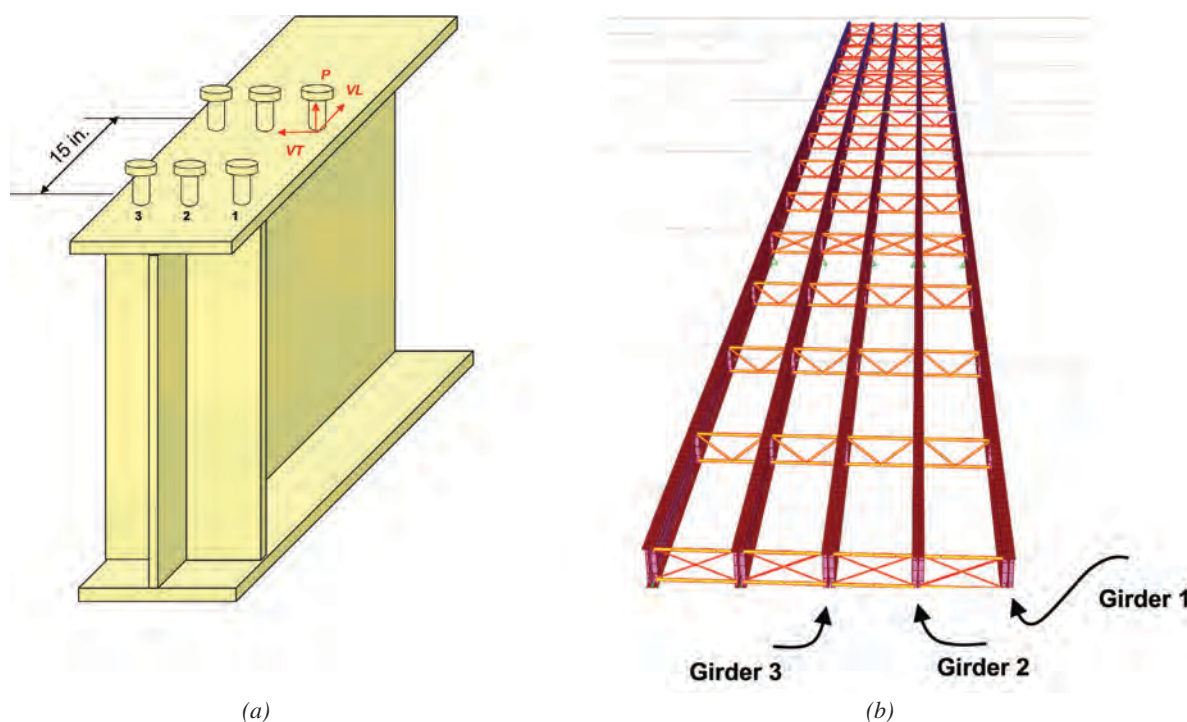 P
VL
VT
15 in.
3 2 1
Girder 1
Girder 3
Girder 2
(a)
(b)